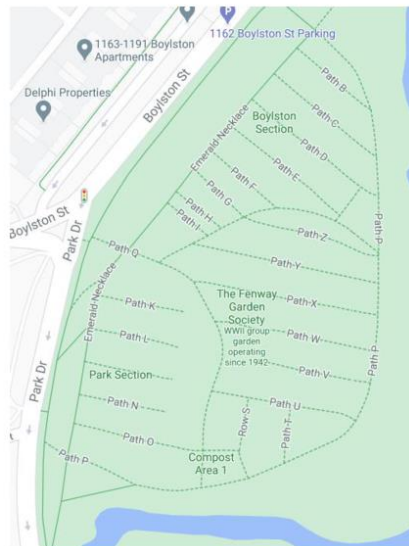 1162 Boylston St Parking
1163-1191 Boylston
Apartments
Delphi Properties
Boylston St
Boylston St
Park Dr
Park Dr
Emerald Necklace
Emerald Necklace
Boylston
Section
Path B
Path C
Path D
Path E
Path F
Path G
Path H
Path I
Path P
Path Z
Path Y
Path Q
Path X
The Fenway
Garden
Society
WWII group
garden
operating
since 1942
Path K
Path L
Path W
Path V
Path P
Park Section
Path N
Path U
Row S
Path T
Path O
Path P
Compost
Area 1